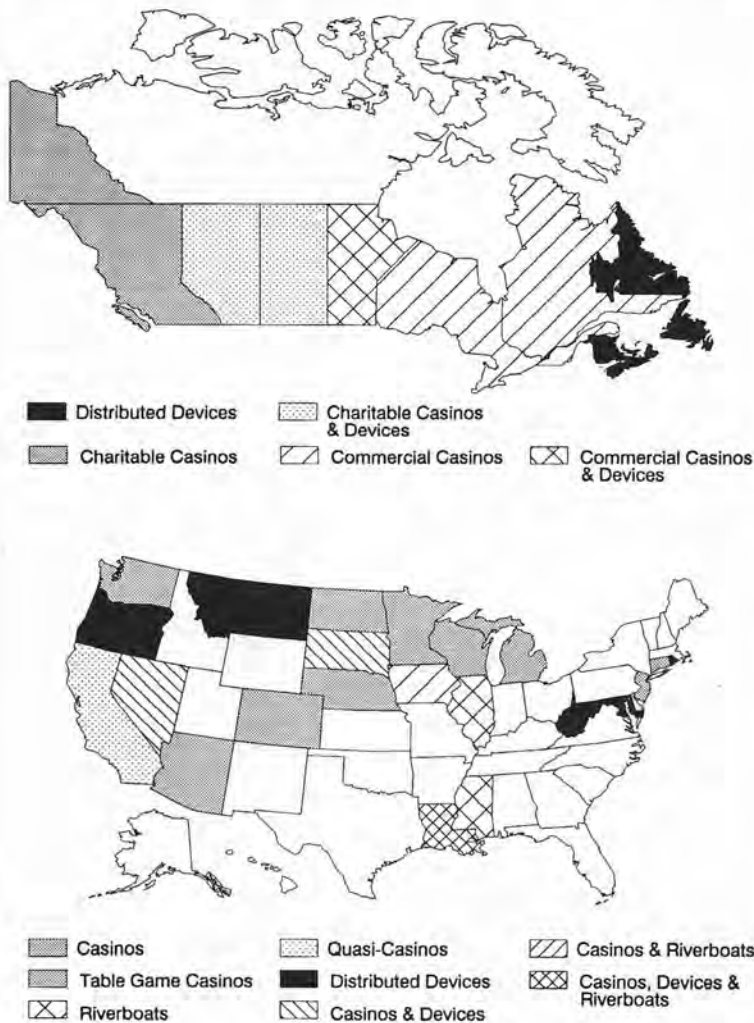 Distributed Devices
Charitable Casinos
& Devices
Charitable Casinos
Commercial Casinos
Commercial Casinos
& Devices
Casinos
Quasi-Casinos
Casinos & Riverboats
Table Game Casinos
Distributed Devices
Casinos, Devices &
Riverboats
Riverboats
Casinos & Devices